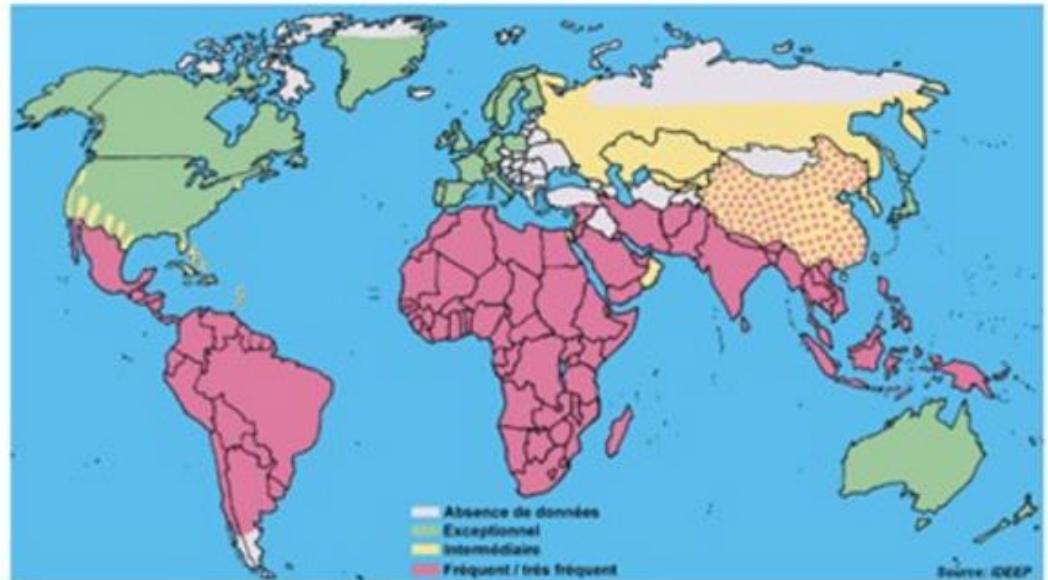 Absence de données
Exceptionnel
Intermédiaire
Fréquent / très fréquent
Source: IDEEP